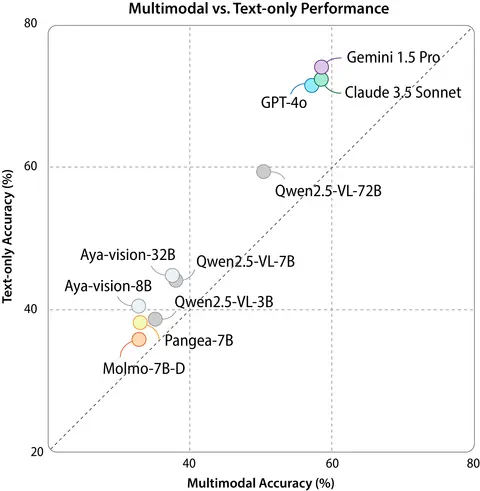 Multimodal vs. Text-only Performance
80
Gemini 1.5 Pro
Claude 3.5 Sonnet
GPT-4o
60
Qwen2.5-VL-72B
Aya-vision-32B
Qwen2.5-VL-7B
Aya-vision-8B
Qwen2.5-VL-3B
40
Pangea-7B
Molmo-7B-D
20
40
60
80
Text-only Accuracy (%)
Multimodal Accuracy (%)